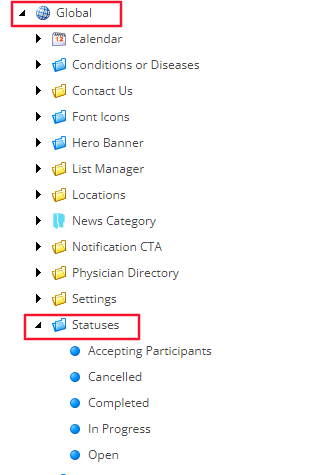 Global
12
Calendar
Conditions or Diseases
Contact Us
Font Icons
Hero Banner
List Manager
Locations
News Category
Notification CTA
Physician Directory
Settings
Statuses
Accepting Participants
Cancelled
Completed
In Progress
Open